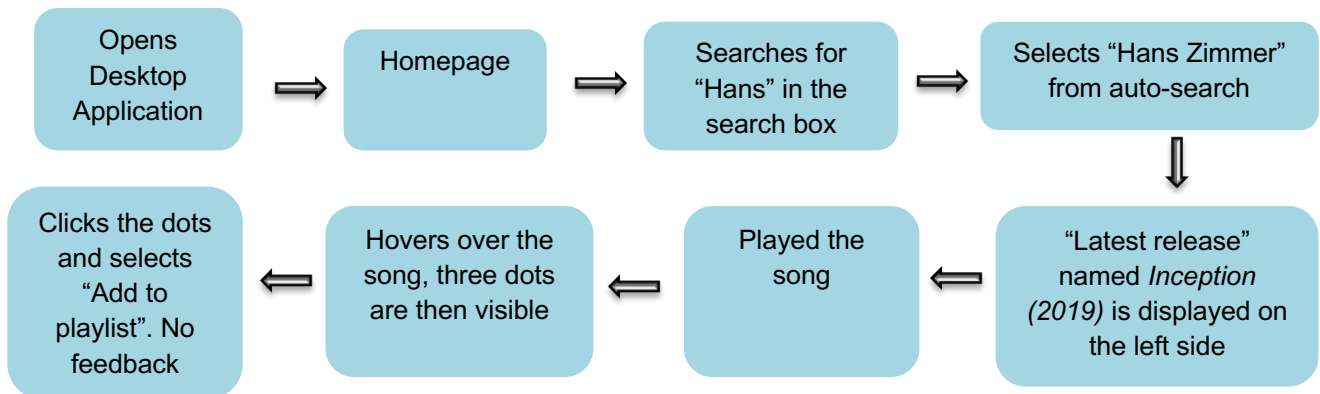 Opens
Desktop
Application
Homepage
Searches for
“Hans” in the
search box
Selects “Hans Zimmer”
from auto-search
“Latest release”
named Inception
(2019) is displayed on
the left side
Played the
song
Hovers over the
song, three dots
are then visible
Clicks the dots
and selects
“Add to
playlist”. No
feedback